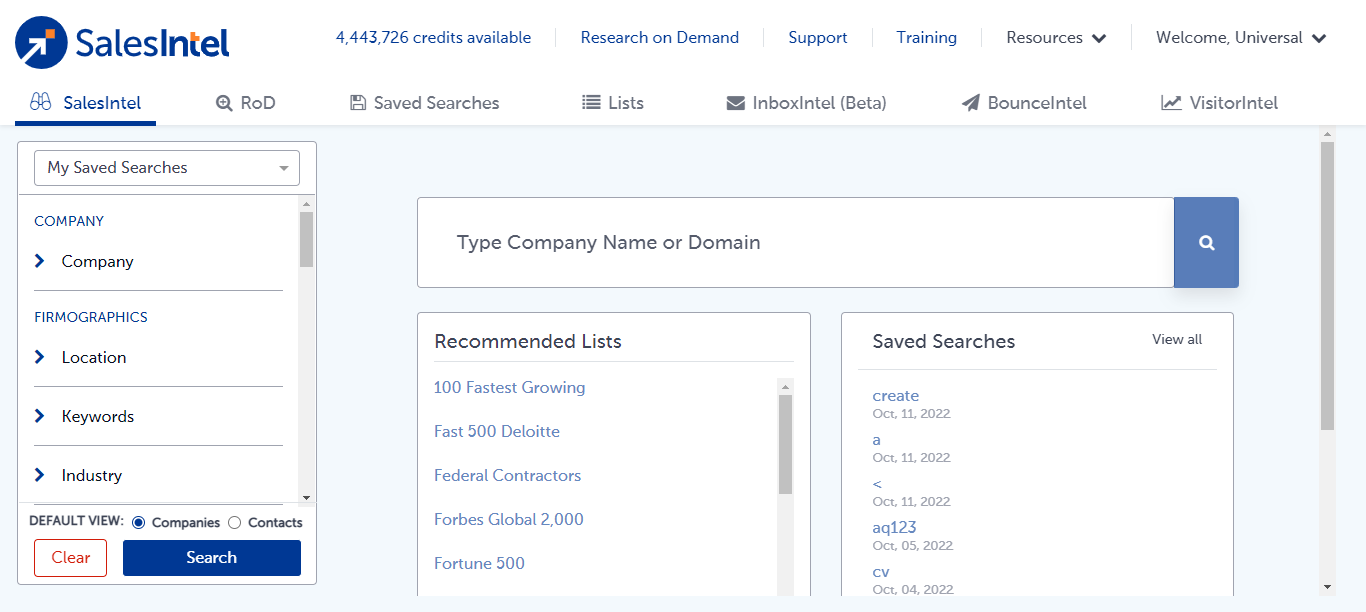 SalesIntel
4,443,726 credits available
Research on Demand
Support
Training
Resources
Welcome, Universal
SalesIntel
RoD
Saved Searches
Lists
InboxIntel (Beta)
BounceIntel
VisitorIntel
My Saved Searches
COMPANY
Company
FIRMOGRAPHICS
Location
Keywords
Industry
DEFAULT VIEW: Companies Contacts
Clear
Search
Type Company Name or Domain
Recommended Lists
100 Fastest Growing
Fast 500 Deloitte
Federal Contractors
Forbes Global 2,000
Fortune 500
Saved Searches
View all
create
Oct, 11, 2022
a
Oct, 11, 2022
<
Oct, 11, 2022
aq123
Oct, 05, 2022
cv
Oct, 04, 2022